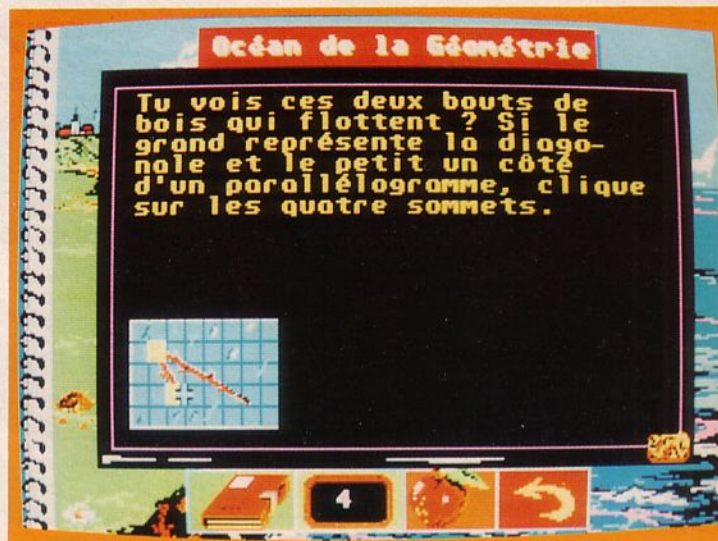 Océan de la Géométrie
Tu vois ces deux bouts de
bois qui flottent ? Si le
grand représente la diago-
nale et le petit un côté
d'un parallélogramme, clique
sur les quatre sommets.
4